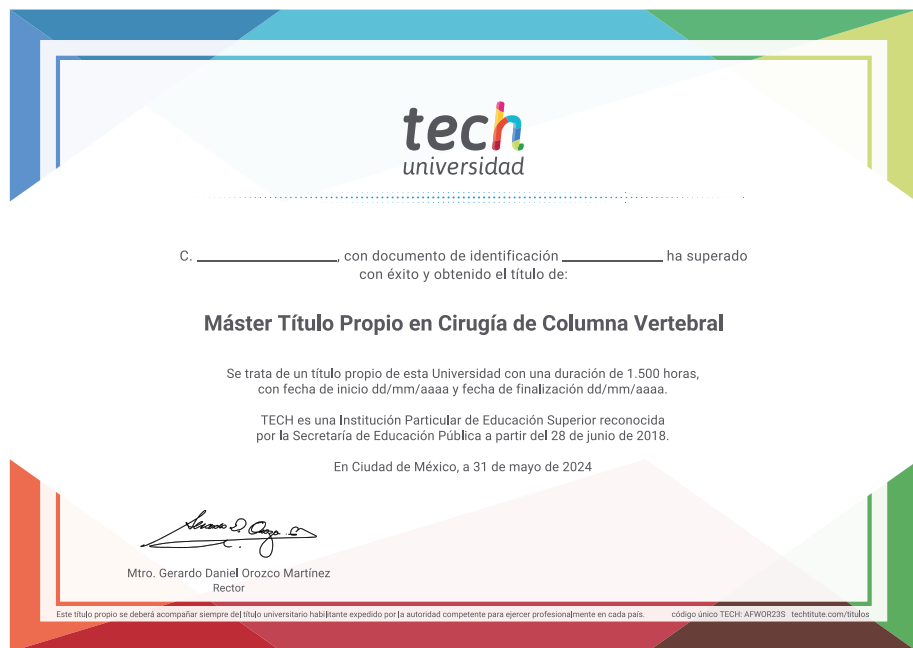 tech
universidad
C. ________________, con documento de identificación ____________ ha superado
con éxito y obtenido el título de:
Máster Título Propio en Cirugía de Columna Vertebral
Se trata de un título propio de esta Universidad con una duración de 1.500 horas,
con fecha de inicio dd/mm/aaaa y fecha de finalización dd/mm/aaaa.
TECH es una Institución Particular de Educación Superior reconocida
por la Secretaría de Educación Pública a partir del 28 de junio de 2018.
En Ciudad de México, a 31 de mayo de 2024
Mtro. Gerardo Daniel Orozco Martínez
Rector
Este título propio se deberá acompañar siempre del título universitario habilitante expedido por la autoridad competente para ejercer profesionalmente en cada país. código único TECH: AFWOR23S techtitute.com/titulos